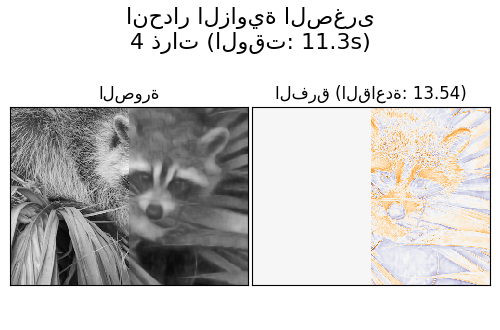 انحدار الزاوية الصغرى
4 ذرات (الوقت: 11.3s)
الصورة
الفرق (القاعدة: 13.54)